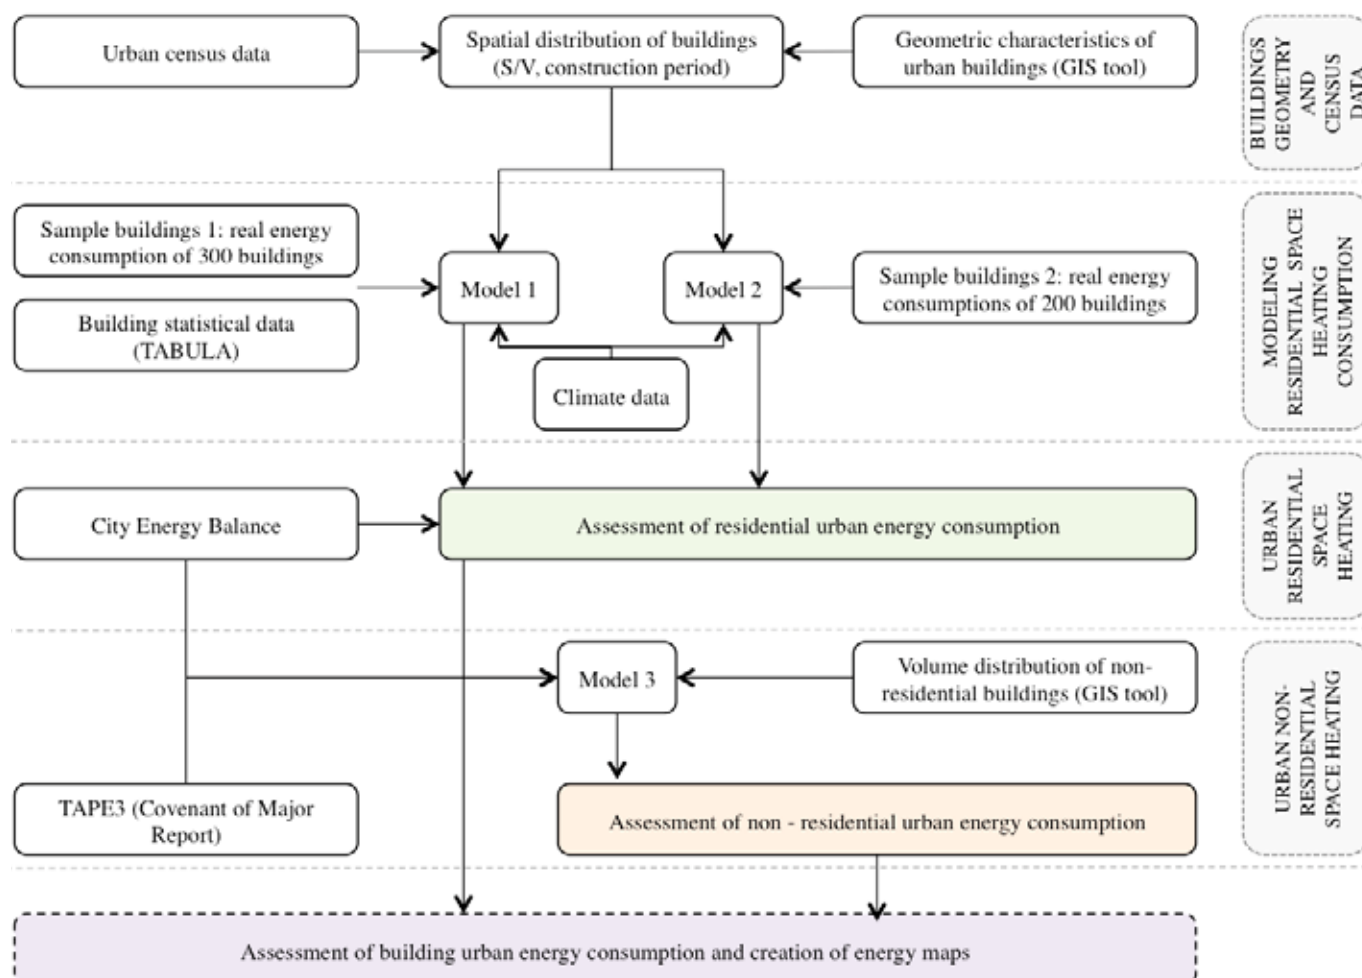 Urban census data
Spatial distribution of buildings
(S/V, construction period)
Geometric characteristics of
urban buildings (GIS tool)
BUILDINGS
GEOMETRY
AND
CENSUS
DATA
Sample buildings 1: real energy
consumption of 300 buildings
Building statistical data
(TABULA)
Model 1
Model 2
Sample buildings 2: real energy
consumptions of 200 buildings
Climate data
MODELING
RESIDENTIAL SPACE
HEATING
CONSUMPTION
City Energy Balance
Assessment of residential urban energy consumption
URBAN
RESIDENTIAL
SPACE
HEATING
Model 3
Volume distribution of non-
residential buildings (GIS tool)
TAPE3 (Covenant of Major
Report)
Assessment of non - residential urban energy consumption
URBAN NON-
RESIDENTIAL
SPACE HEATING
Assessment of building urban energy consumption and creation of energy maps